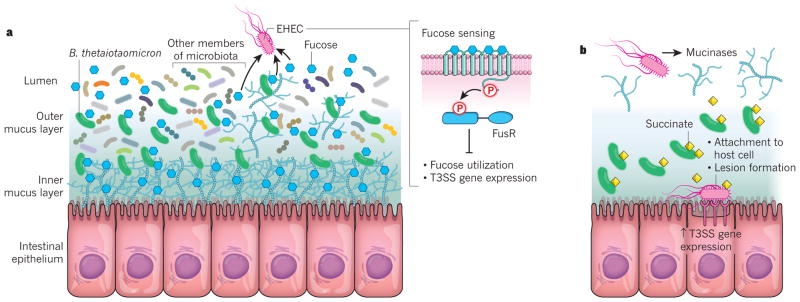 a
EHEC
B. thetaiotaomicron
Other members
of microbiota
Fucose
Lumen
Outer
mucus layer
Inner
mucus layer
Intestinal
epithelium
Fucose sensing
P
P
FusR
• Fucose utilization
• T3SS gene expression
b
Mucinases
Succinate
• Attachment to
host cell
• Lesion formation
↑ T3SS gene
expression